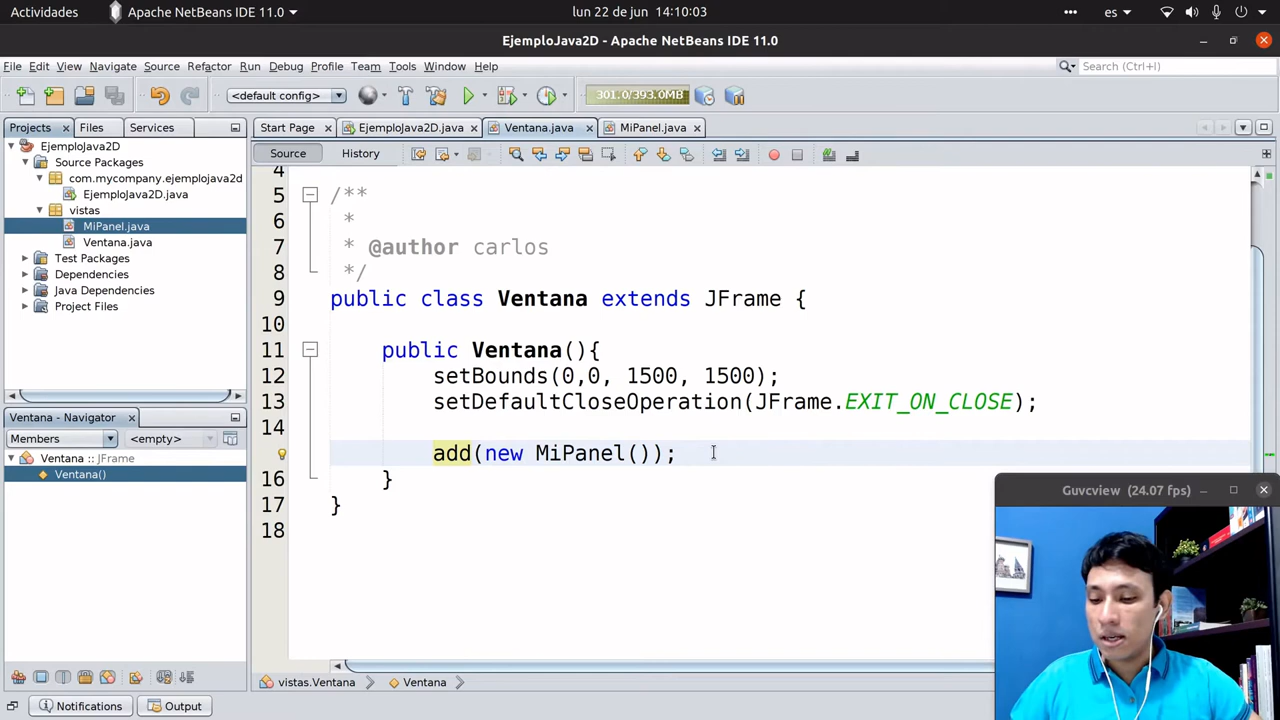 Actividades
Apache NetBeans IDE 11.0
lun 22 de jun 14:10:03
es
EjemploJava2D - Apache NetBeans IDE 11.0
File Edit View Navigate Source Refactor Run Debug Profile Team Tools Window Help
Search (Ctrl+I)
<default config>
301.0/393.0MB
Projects
Files
Services
Start Page
EjemploJava2D.java
Ventana.java
MiPanel.java
EjemploJava2D
Source Packages
com.mycompany.ejemplojava2d
EjemploJava2D.java
vistas
MiPanel.java
Ventana.java
Test Packages
Dependencies
Java Dependencies
Project Files
Source
History
4
5 /**
6 *
7 * @author carlos
8 */
9 public class Ventana extends JFrame {
10
11 public Ventana(){
12 setBounds(0,0, 1500, 1500);
13 setDefaultCloseOperation(JFrame.EXIT_ON_CLOSE);
14
add(new MiPanel());
16 }
17 }
18
Ventana - Navigator
Members
<empty>
Ventana :: JFrame
Ventana()
vistas.Ventana
Ventana
Notifications
Output
Guvcview (24.07 fps)